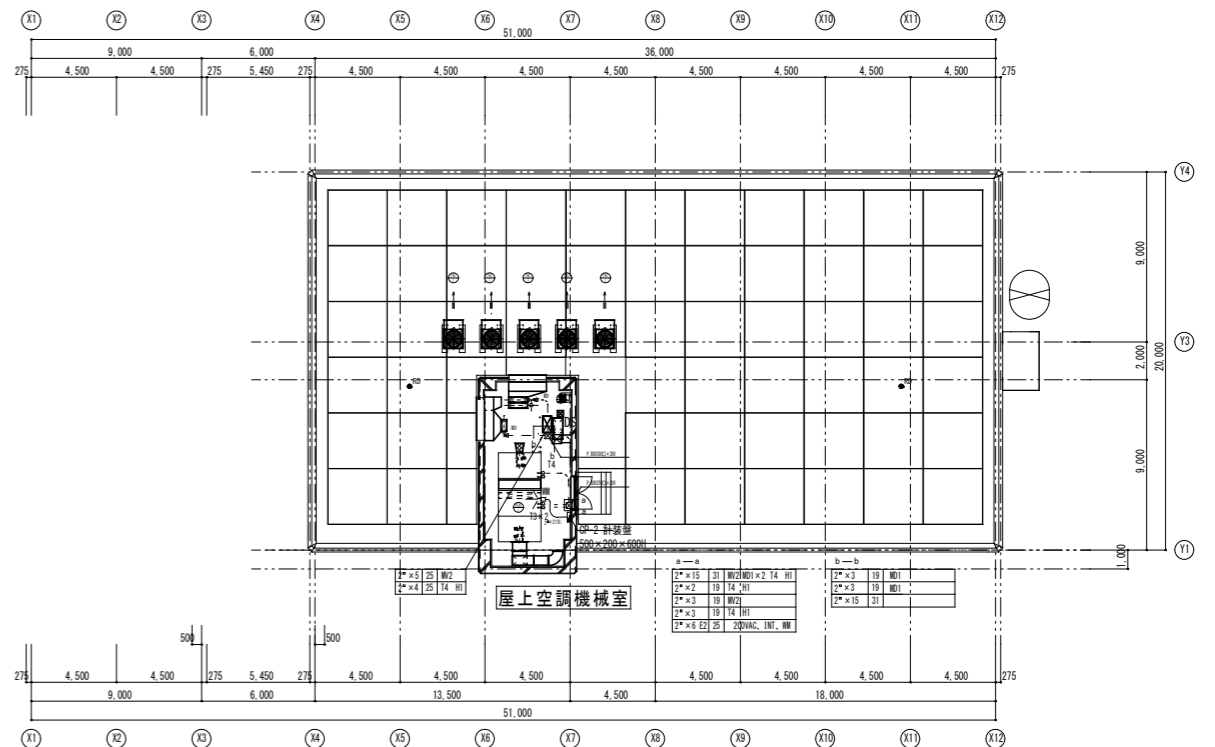 X1 X2 X3 X4 X5 X6 X7 X8 X9 X10 X11 X12
51,000
9,000 6,000 36,000
275 4,500 4,500 275 5,450 275 4,500 4,500 4,500 4,500 4,500 4,500 4,500 4,500 275
Y4
9,000
Y3
2,000
20,000
RD RD
DS
b
b
T4
9,000
WM
a
a
T3×2
CP-2 計装盤
500×200×600H
Y1
1,000
2□×5 25 MV2
2□×4 25 T4 H1
屋上空調機械室
a — a
2□×15 31 MV2 MD1×2 T4 H1
2□×2 19 T4 H1
2□×3 19 MV2
2□×3 19 T4 H1
2□×6 E2 25 200VAC、INT、WM
b — b
2□×3 19 MD1
2□×3 19 MD1
2□×15 31
500 500
275 4,500 4,500 275 5,450 275 4,500 4,500 4,500 4,500 4,500 4,500 4,500 4,500 275
9,000 6,000 13,500 4,500 18,000
51,000
X1 X2 X3 X4 X5 X6 X7 X8 X9 X10 X11 X12